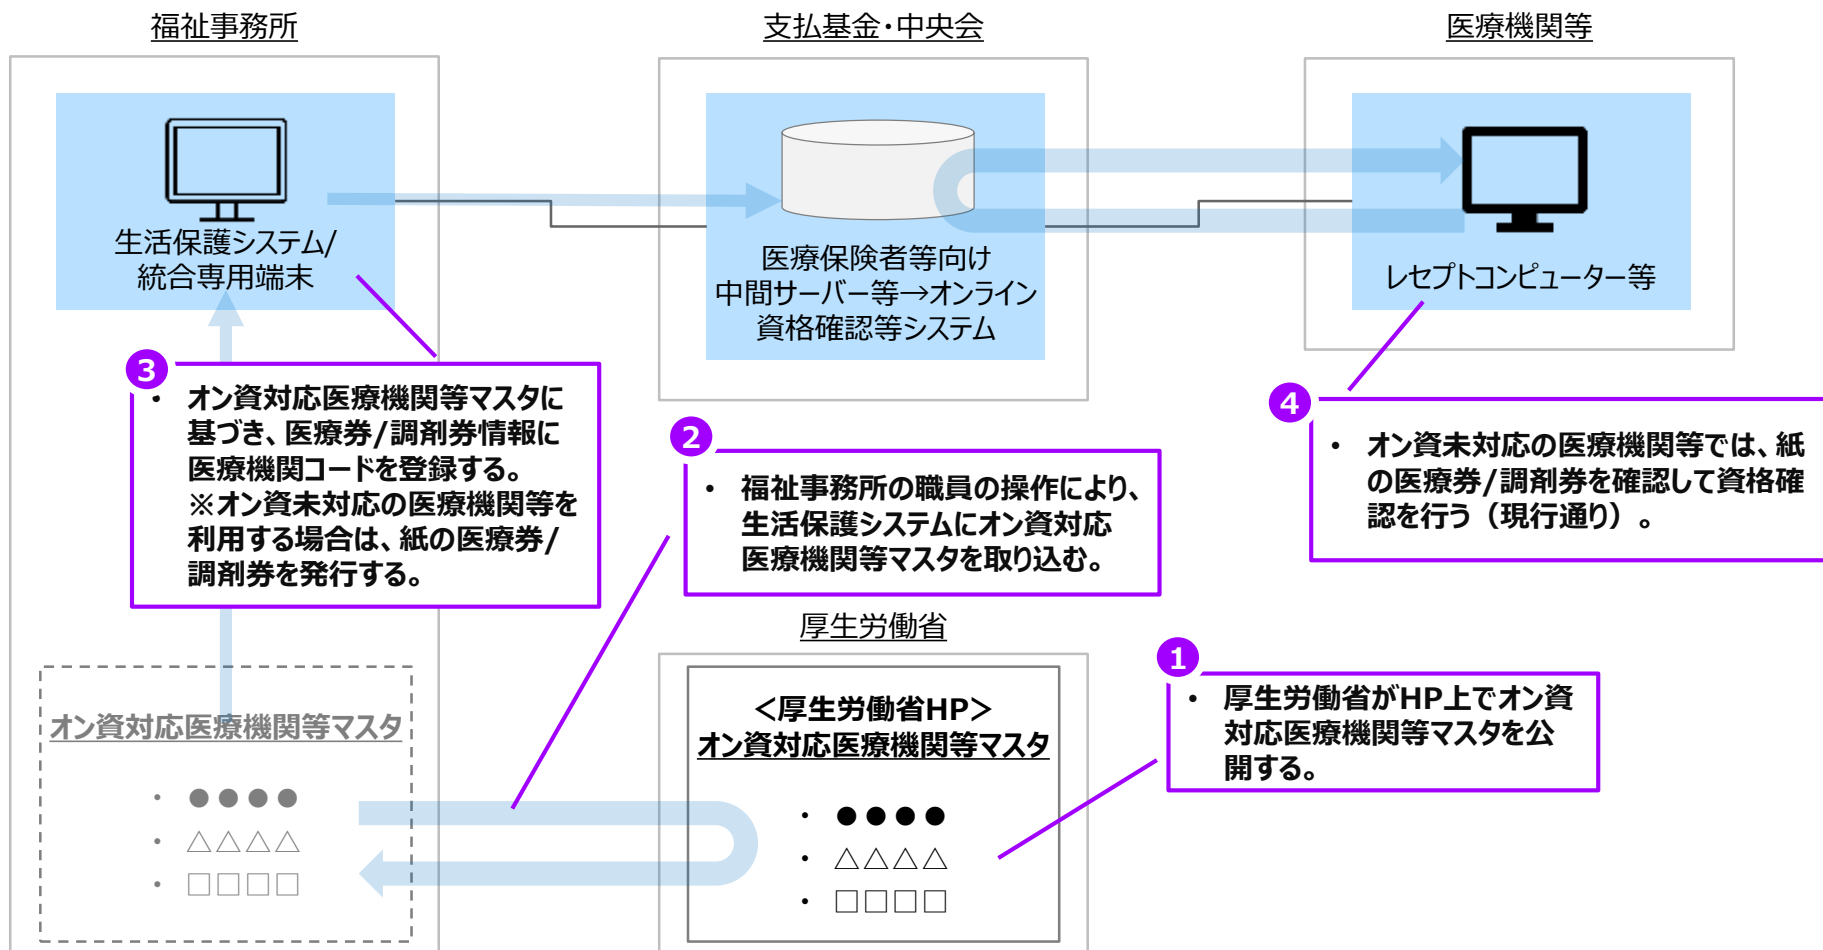 福祉事務所
支払基金・中央会
医療機関等
生活保護システム/
統合専用端末
医療保険者等向け
中間サーバー等→オンライン
資格確認等システム
レセプトコンピューター等
3
・ オン資対応医療機関等マスタに
基づき、医療券/調剤券情報に
医療機関コードを登録する。
※オン資未対応の医療機関等を
利用する場合は、紙の医療券/
調剤券を発行する。
2
・ 福祉事務所の職員の操作により、
生活保護システムにオン資対応
医療機関等マスタを取り込む。
4
・ オン資未対応の医療機関等では、紙
の医療券/調剤券を確認して資格確
認を行う（現行通り）。
厚生労働省
1
・ 厚生労働省がHP上でオン資
対応医療機関等マスタを公
開する。
オン資対応医療機関等マスタ
・ ●●●●
・ △△△△
・ □□□□
＜厚生労働省HP＞
オン資対応医療機関等マスタ
・ ●●●●
・ △△△△
・ □□□□